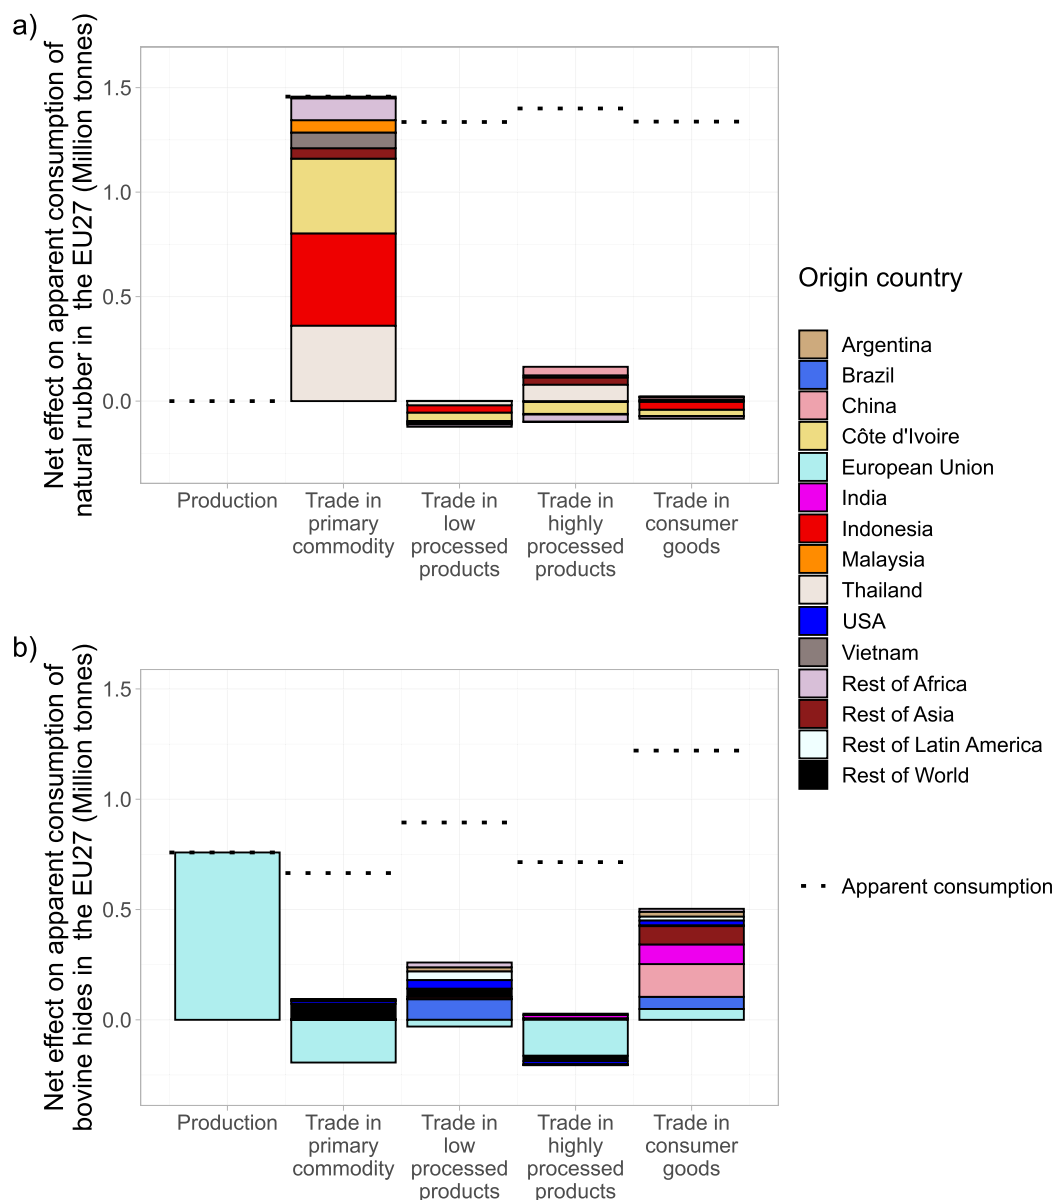 a)
Net effect on apparent consumption of
natural rubber in the EU27 (Million tonnes)
1.5
1.0
0.5
0.0
Production
Trade in
primary
commodity
Trade in
low
processed
products
Trade in
highly
processed
products
Trade in
consumer
goods
Origin country
Argentina
Brazil
China
Côte d'Ivoire
European Union
India
Indonesia
Malaysia
Thailand
USA
Vietnam
Rest of Africa
Rest of Asia
Rest of Latin America
Rest of World
Apparent consumption
b)
Net effect on apparent consumption of
bovine hides in the EU27 (Million tonnes)
1.5
1.0
0.5
0.0
Production
Trade in
primary
commodity
Trade in
low
processed
products
Trade in
highly
processed
products
Trade in
consumer
goods